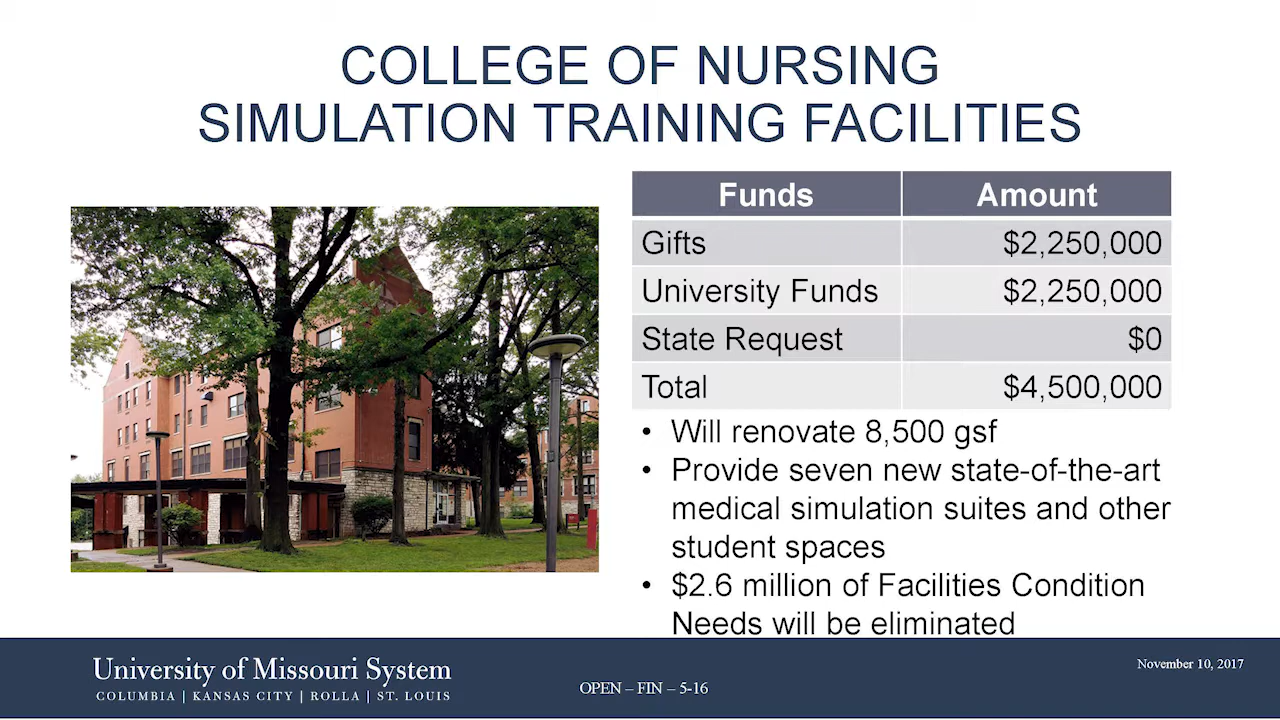 COLLEGE OF NURSING
SIMULATION TRAINING FACILITIES
Funds Amount
Gifts $2,250,000
University Funds $2,250,000
State Request $0
Total $4,500,000
• Will renovate 8,500 gsf
• Provide seven new state-of-the-art
medical simulation suites and other
student spaces
• $2.6 million of Facilities Condition
Needs will be eliminated
University of Missouri System
COLUMBIA | KANSAS CITY | ROLLA | ST. LOUIS
OPEN – FIN – 5-16
November 10, 2017